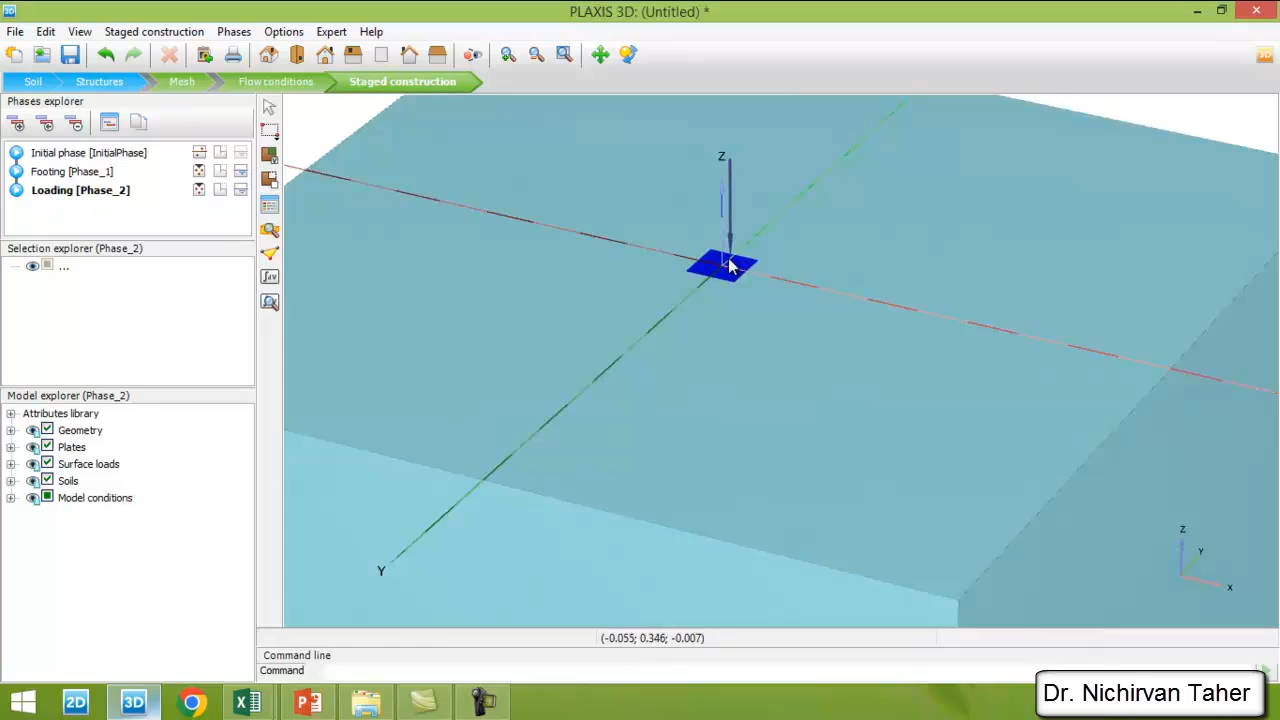 PLAXIS 3D: (Untitled) *
File Edit View Staged construction Phases Options Expert Help
Soil Structures Mesh Flow conditions Staged construction
Phases explorer
Initial phase [InitialPhase]
Footing [Phase_1]
Loading [Phase_2]
Selection explorer (Phase_2)
...
Model explorer (Phase_2)
Attributes library
Geometry
Plates
Surface loads
Soils
Model conditions
Z
Y
Z
Y
X
(-0.055; 0.346; -0.007)
Command line
Command
2D 3D
Dr. Nichirvan Taher